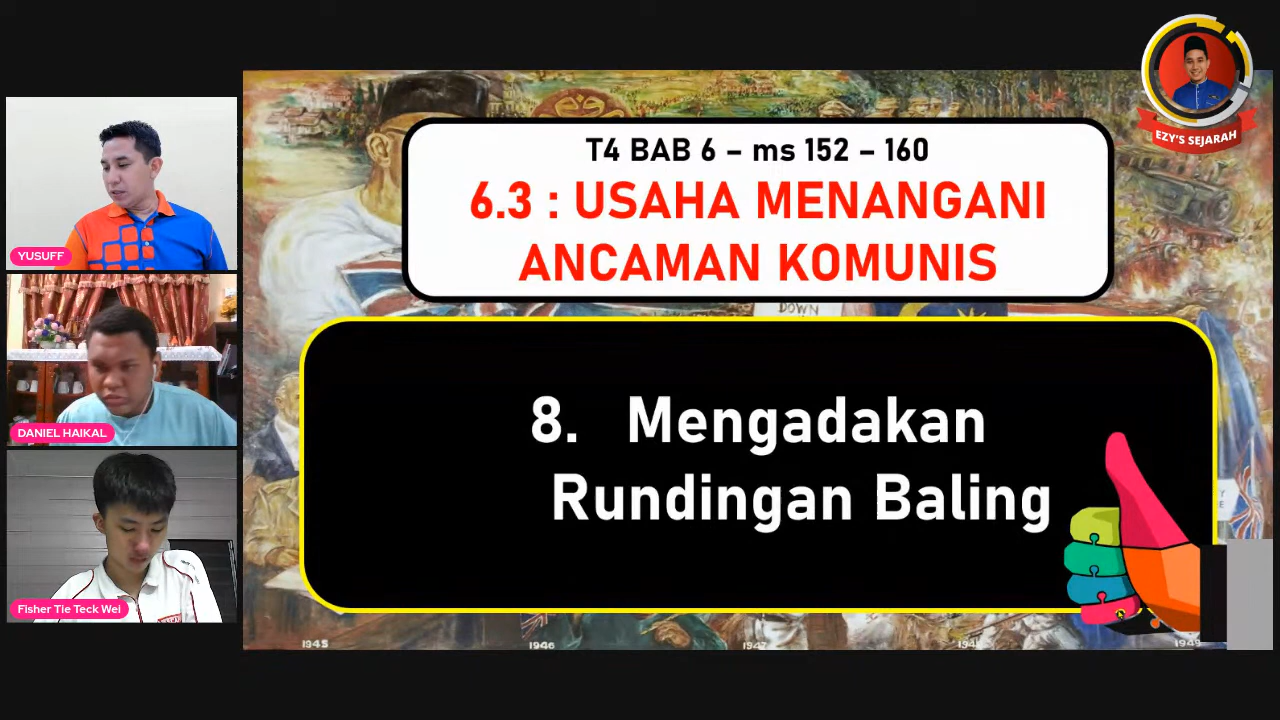 EZY'S SEJARAH
T4 BAB 6 – ms 152 – 160
6.3 : USAHA MENANGANI
ANCAMAN KOMUNIS
YUSUFF
DOWN
8. Mengadakan
Rundingan Baling
DANIEL HAIKAL
Fisher Tie Teck Wei
1945
1946
1947